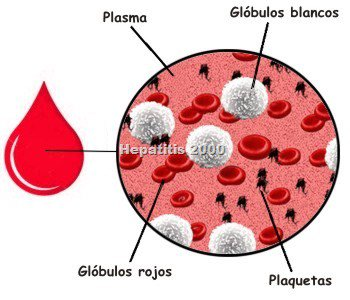 Glóbulos blancos
Plasma
Hepatitis 2000
Glóbulos rojos
Plaquetas